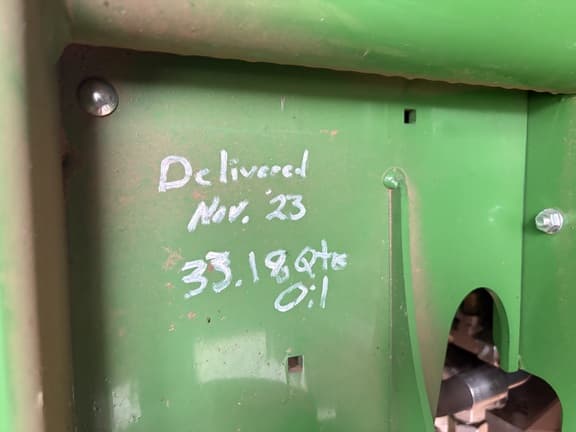 Delivered
Nov. 23
33.18 Qts
Oil